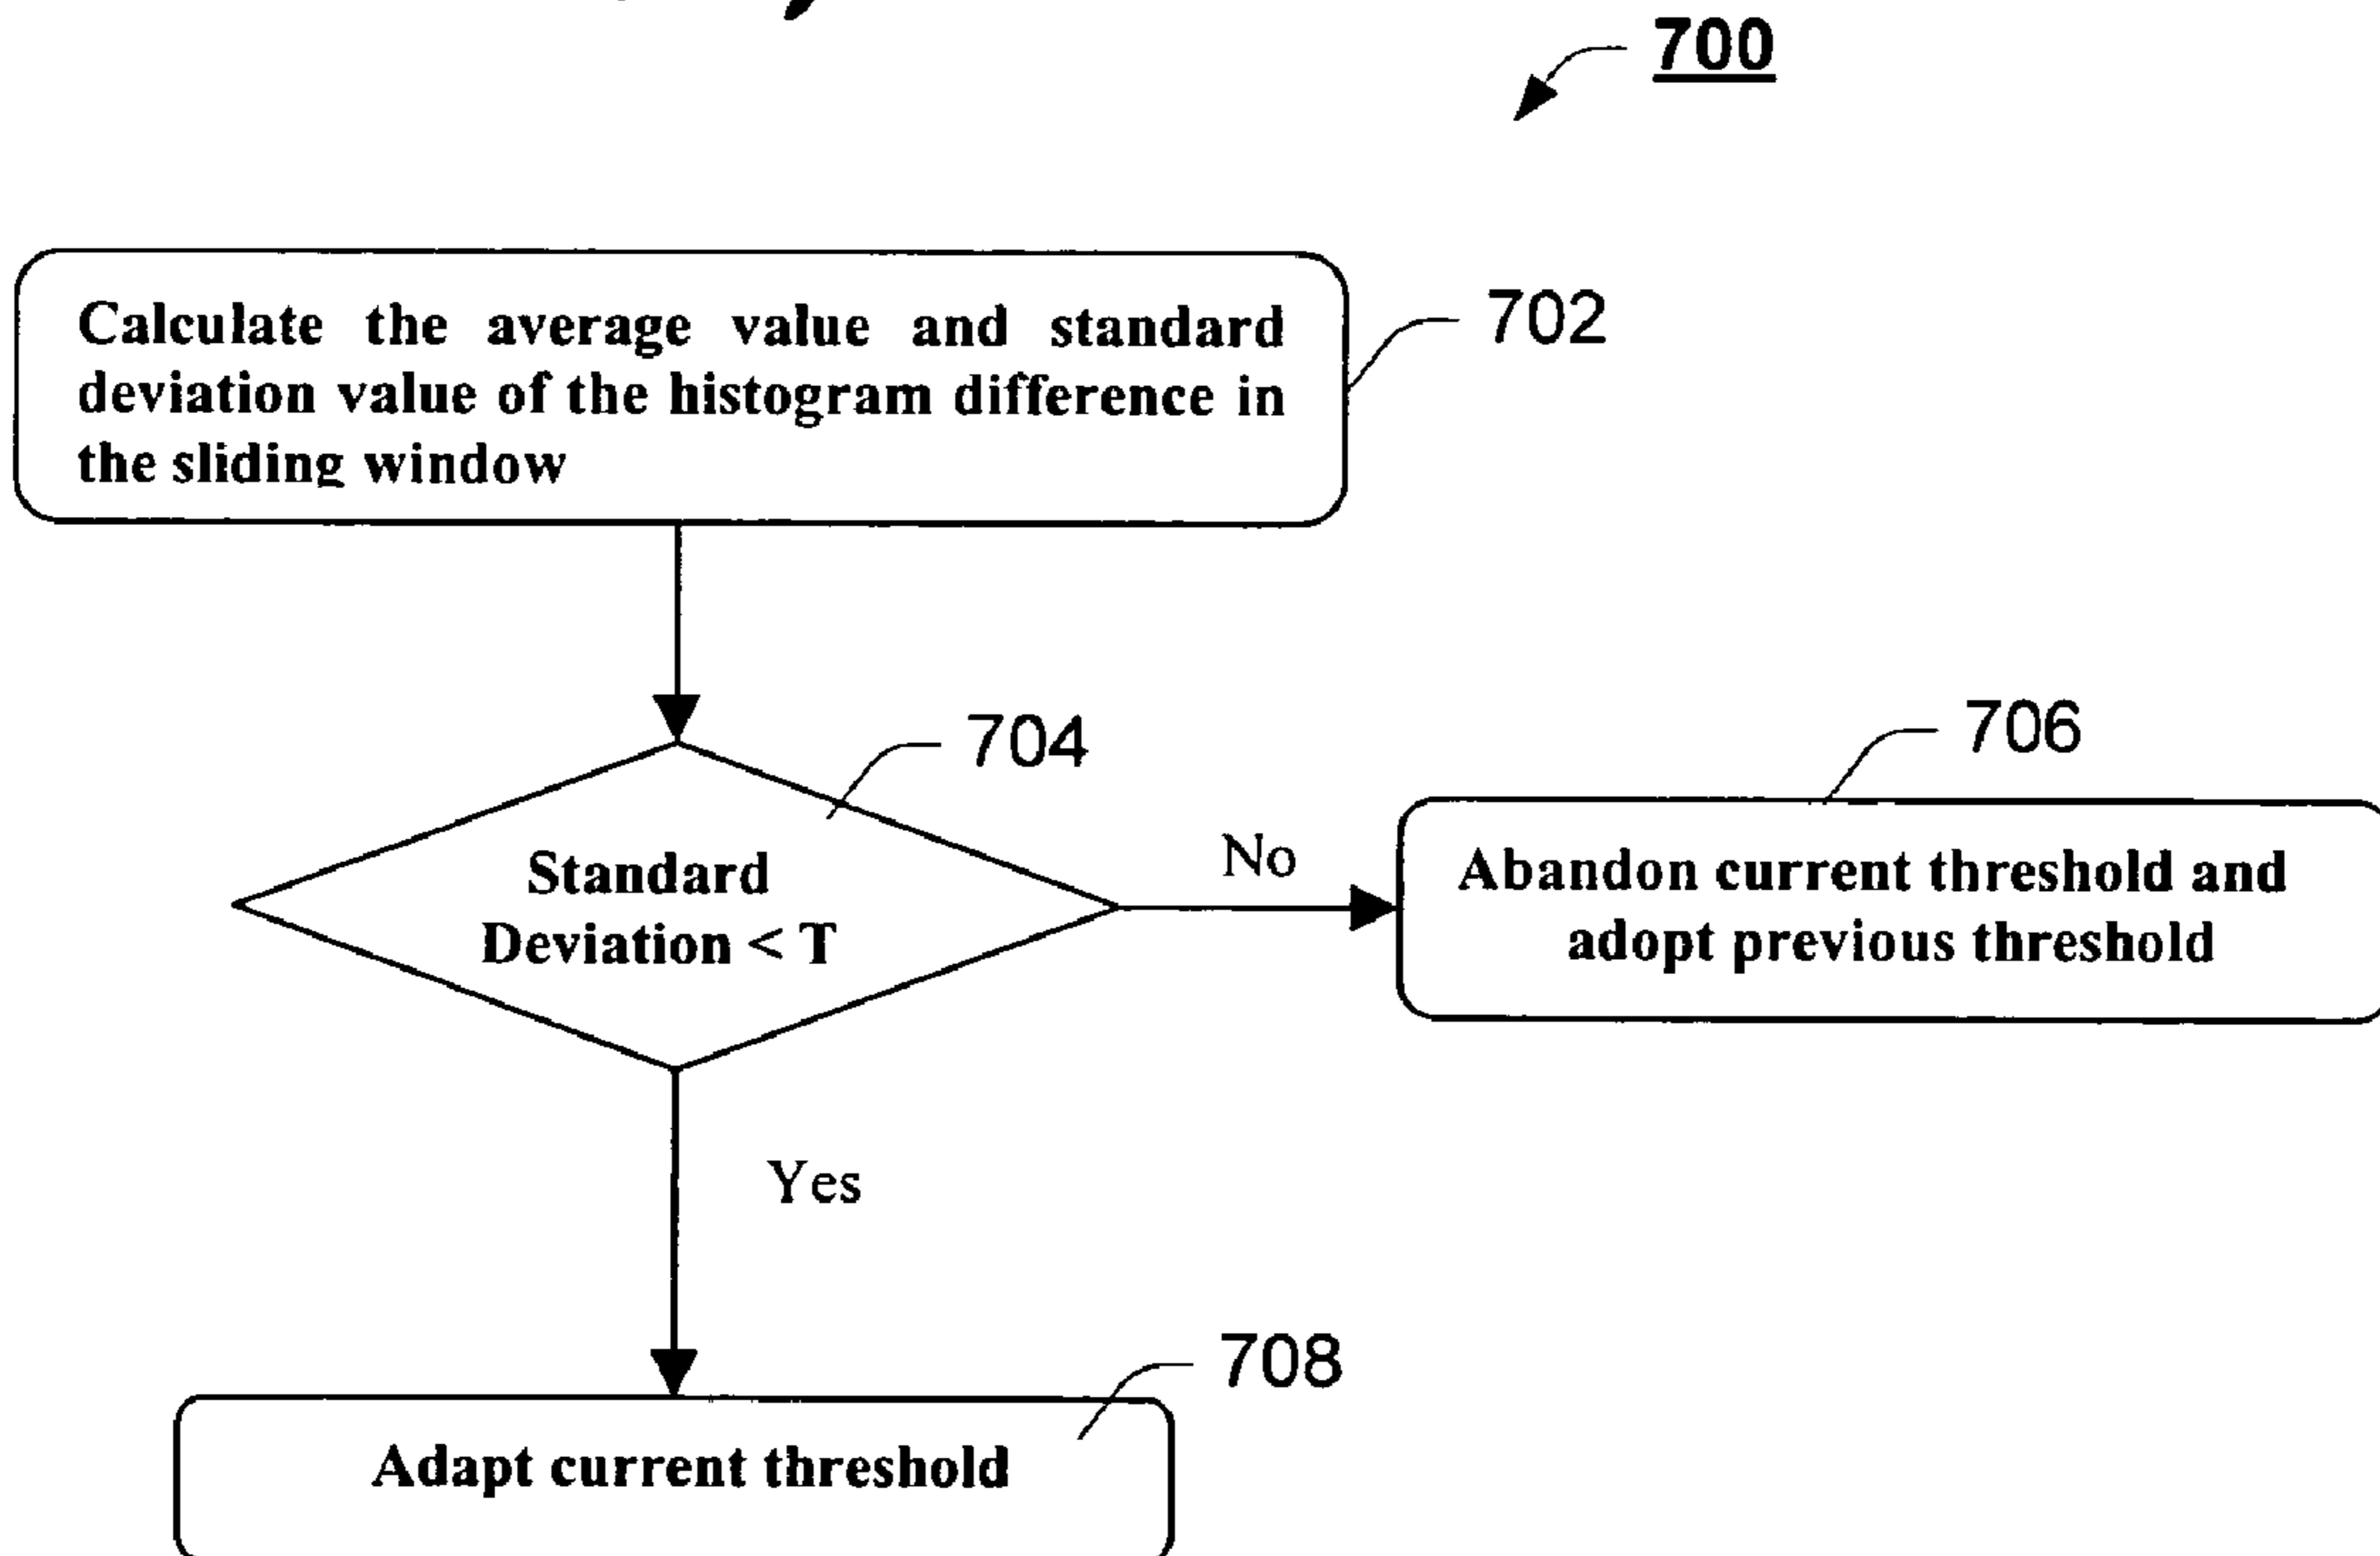 700
Calculate the average value and standard
deviation value of the histogram difference in
the sliding window
702
704
Standard
Deviation < T
No
706
Abandon current threshold and
adopt previous threshold
Yes
708
Adapt current threshold